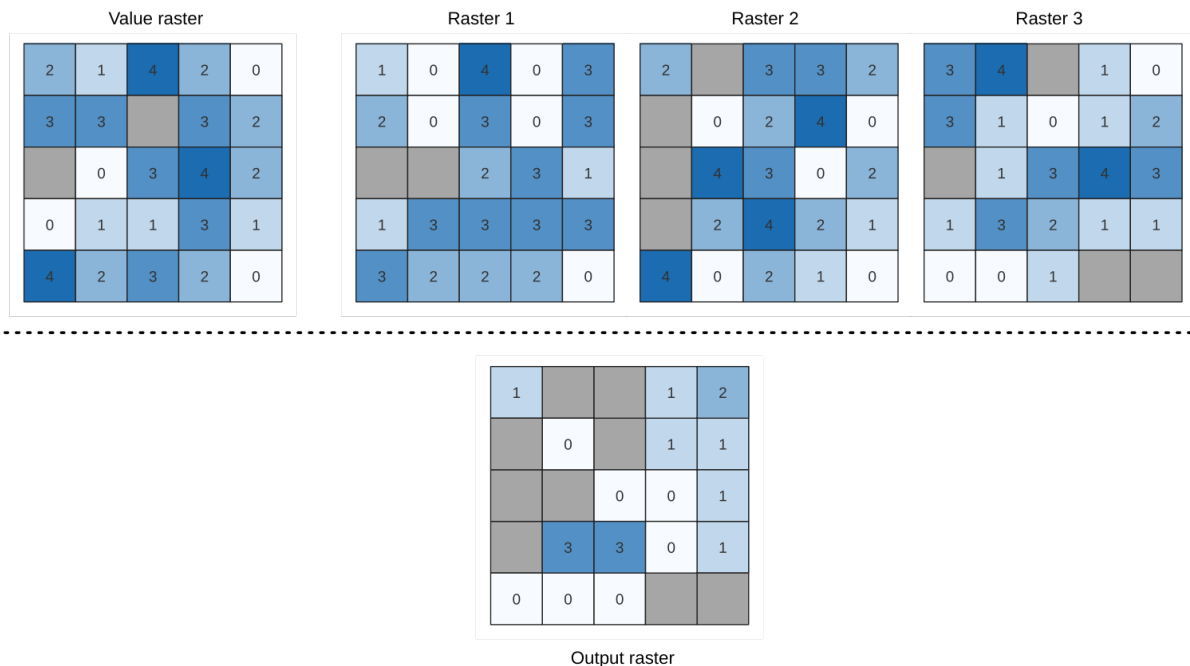 Value raster Raster 1 Raster 2 Raster 3
2 1 4 2 0 1 0 4 0 3 2 3 3 2 3 4 1 0
3 3 3 2 2 0 3 0 3 0 2 4 0 3 1 0 1 2
0 3 4 2 2 3 1 4 3 0 2 1 3 4 3
0 1 1 3 1 1 3 3 3 3 2 4 2 1 1 3 2 1 1
4 2 3 2 0 3 2 2 2 0 4 0 2 1 0 0 0 1
1 1 2
0 1 1
0 0 1
3 3 0 1
0 0 0
Output raster